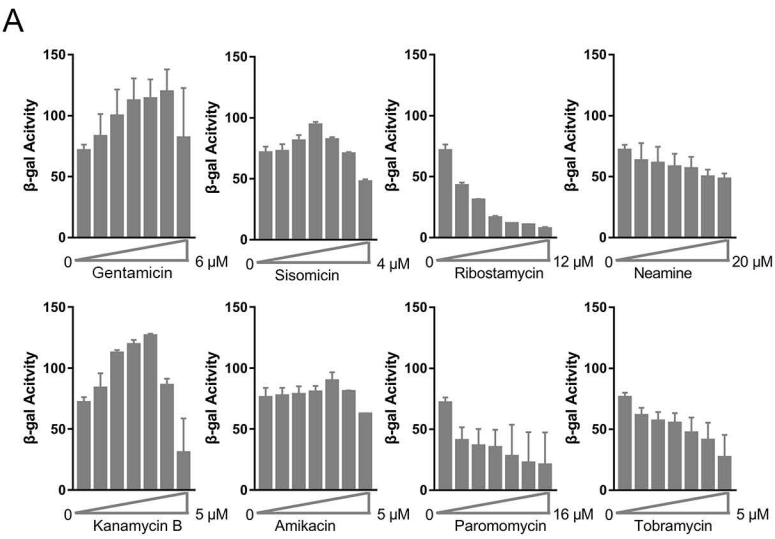 A
150
100
50
0
β-gal Acitvity
0
6 μM
Gentamicin
150
100
50
0
β-gal Acitvity
0
4 μM
Sisomicin
150
100
50
0
β-gal Acitvity
0
12 μM
Ribostamycin
150
100
50
0
β-gal Acitvity
0
20 μM
Neamine
150
100
50
0
β-gal Acitvity
0
5 μM
Kanamycin B
150
100
50
0
β-gal Acitvity
0
5 μM
Amikacin
150
100
50
0
β-gal Acitvity
0
16 μM
Paromomycin
150
100
50
0
β-gal Acitvity
0
5 μM
Tobramycin